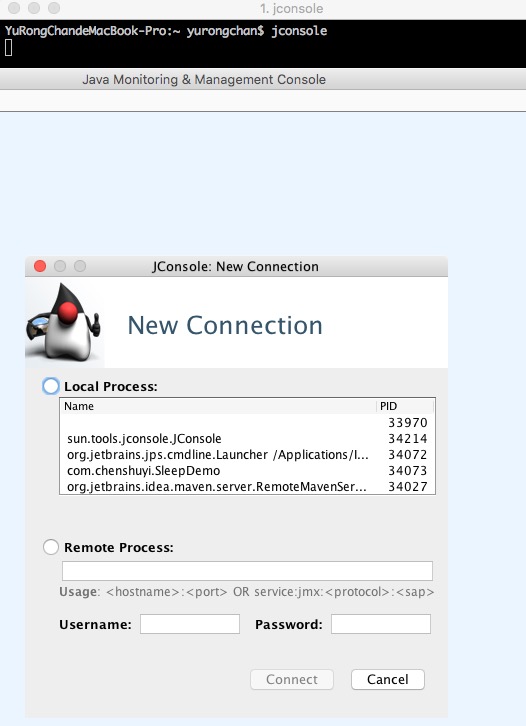 1. jconsole
YuRongChandeMacBook-Pro:~ yurongchan$ jconsole
Java Monitoring & Management Console
JConsole: New Connection
New Connection
Local Process:
Name PID
33970
sun.tools.jconsole.JConsole 34214
org.jetbrains.jps.cmdline.Launcher /Applications/I... 34072
com.chenshuyi.SleepDemo 34073
org.jetbrains.idea.maven.server.RemoteMavenSer... 34027
Remote Process:
Usage: <hostname>:<port> OR service:jmx:<protocol>:<sap>
Username: Password:
Connect Cancel